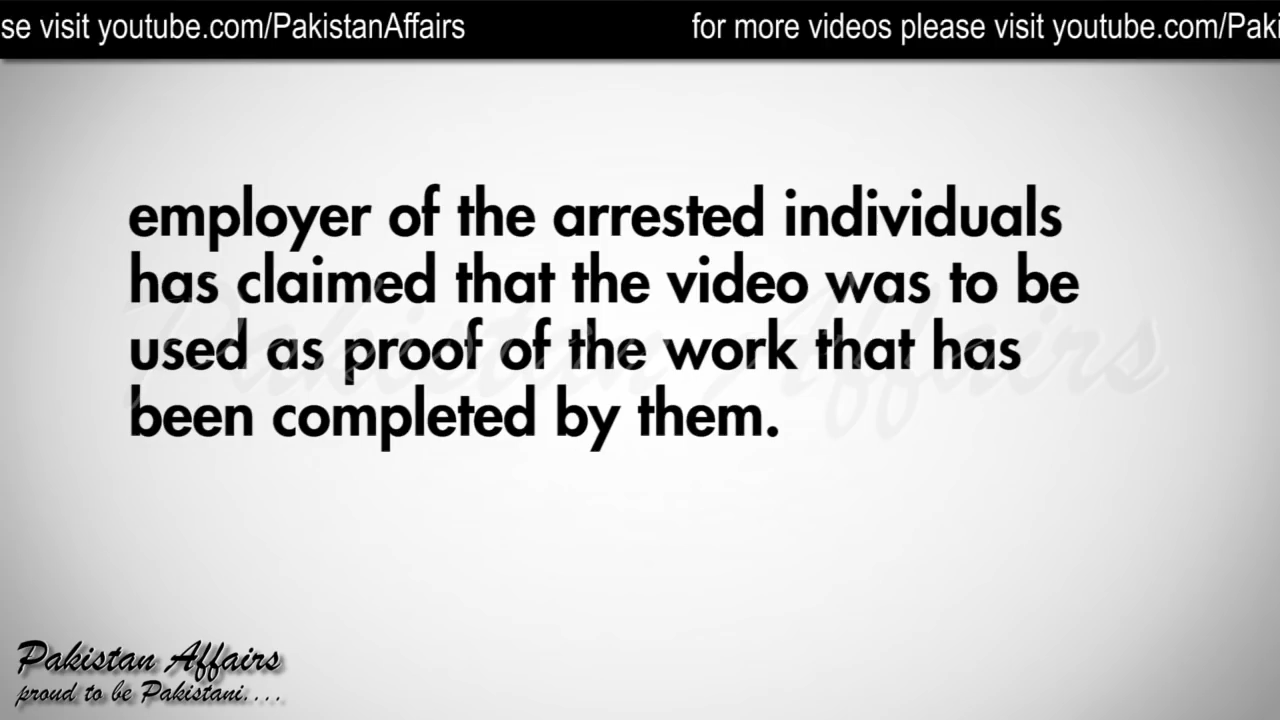 se visit youtube.com/PakistanAffairs for more videos please visit youtube.com/Paki
employer of the arrested individuals
has claimed that the video was to be
used as proof of the work that has
been completed by them.
Pakistan Affairs
Pakistan Affairs
proud to be Pakistani....